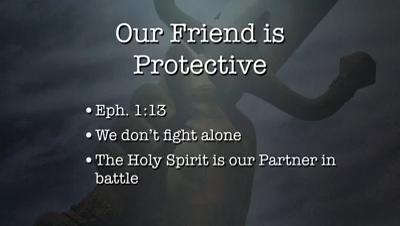 Our Friend is
Protective
• Eph. 1:13
• We don't fight alone
• The Holy Spirit is our Partner in
battle